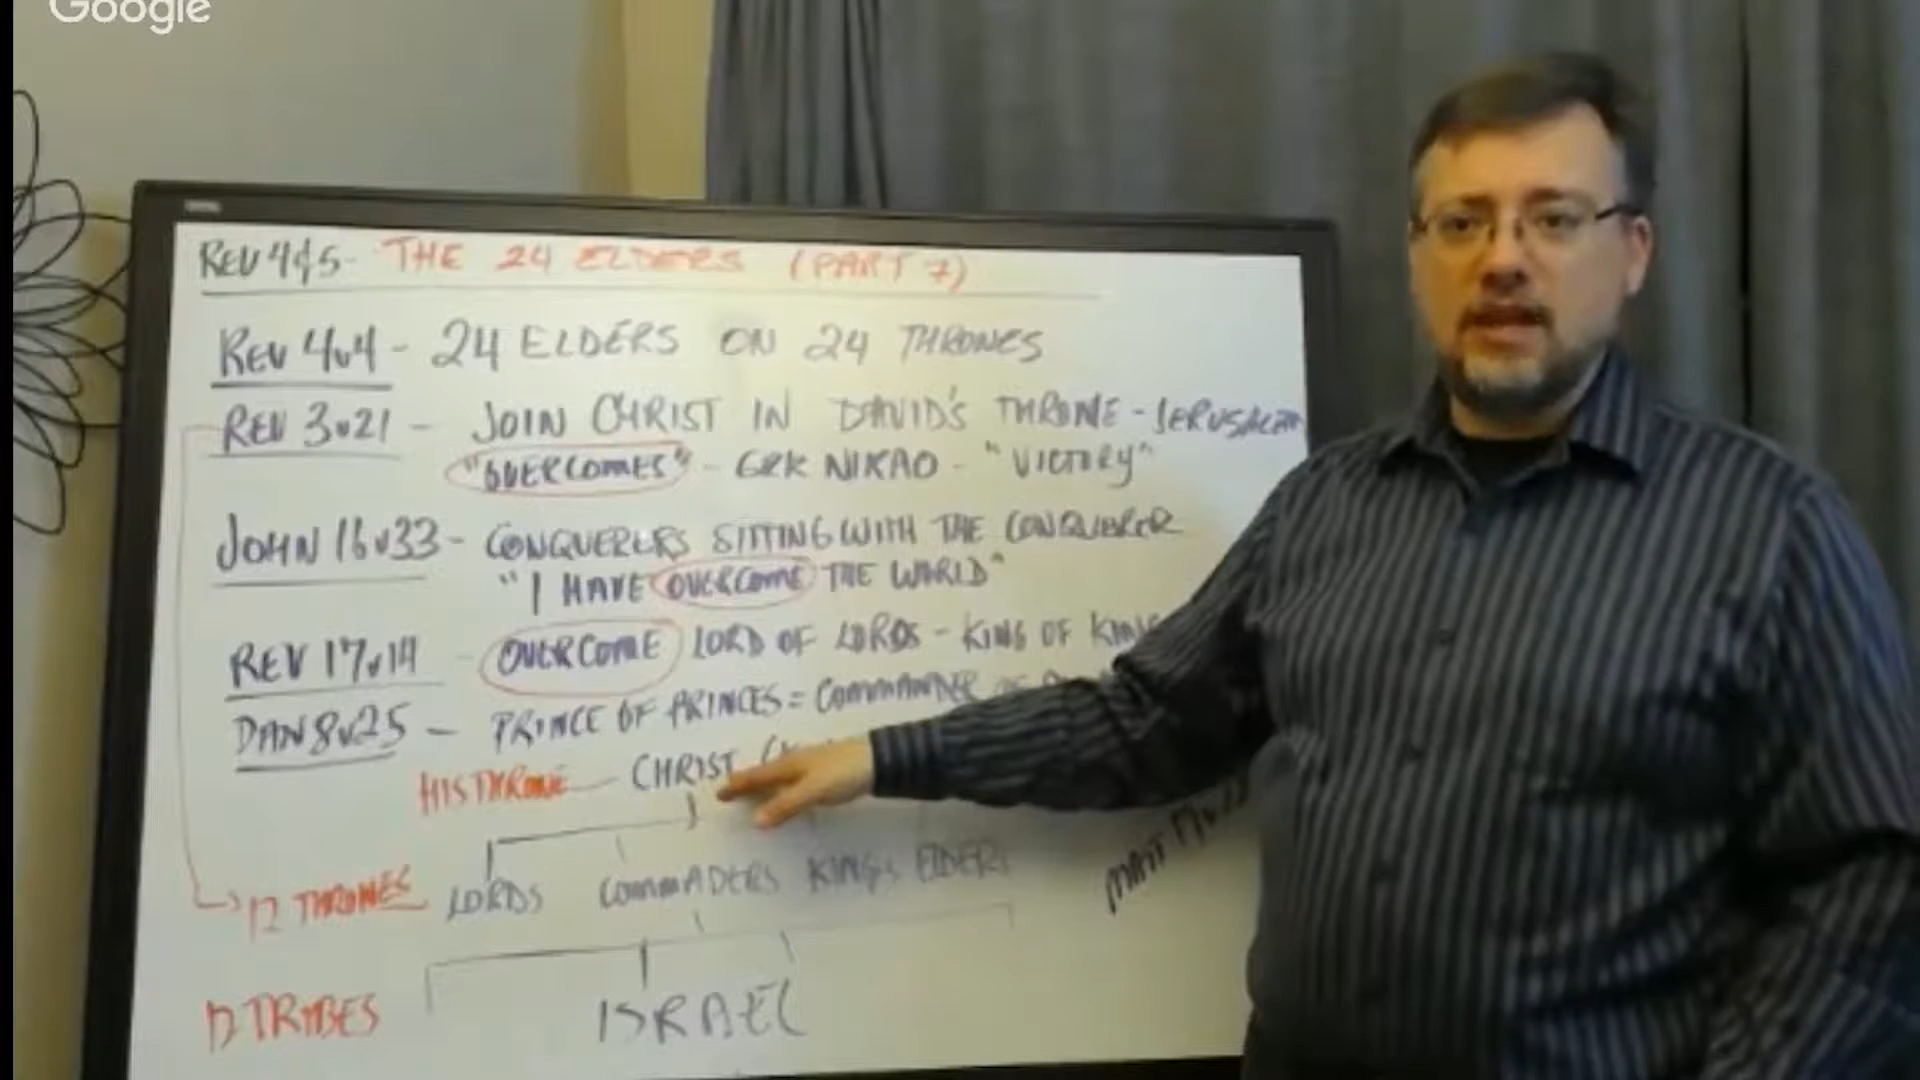 Google
REV 4&5- THE 24 ELDERS (PART 7)
REV 4v4 - 24 ELDERS ON 24 THRONES
REV 3v21 - JOIN CHRIST IN DAVID'S THRONE - JERUSALEM
"OVERCOMES" - GRK NIKAO - "VICTORY"
JOHN 16v33 - CONQUERERS SITTING WITH THE CONQUERER
"I HAVE OVERCOME THE WORLD"
REV 17v14 - OVERCOME LORD OF LORDS - KING OF KING
DAN 8v25 - PRINCE OF PRINCES = COMMANDER
HIS THRONE - CHRIST
12 THRONES LORDS COMMADERS KINGS ELDERS
MATT
12 TRIBES ISRAEL